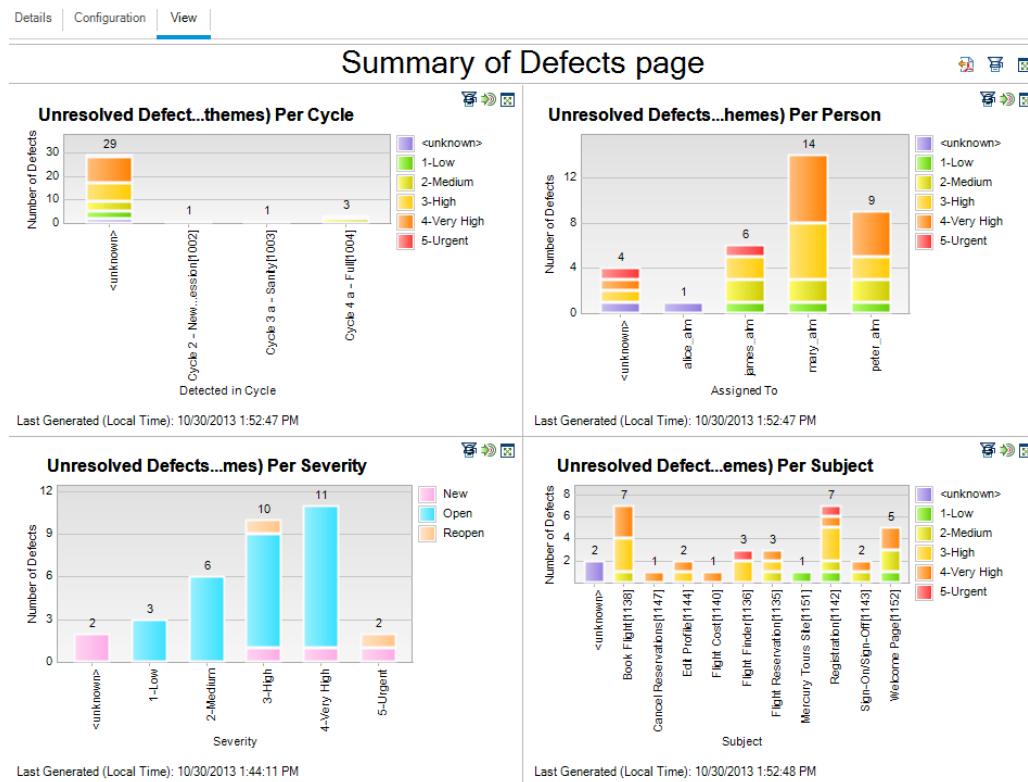 Details Configuration View
Summary of Defects page
Unresolved Defect...themes) Per Cycle
Number of Defects
30
20
10
0
29
1
1
3
<unknown>
Cycle 2 - New...ession[1002]
Cycle 3 a - Sanity[1003]
Cycle 4 a - Full[1004]
Detected in Cycle
<unknown>
1-Low
2-Medium
3-High
4-Very High
5-Urgent
Last Generated (Local Time): 10/30/2013 1:52:47 PM
Unresolved Defects...hemes) Per Person
Number of Defects
12
8
4
0
4
1
6
14
9
<unknown>
alice_alm
james_alm
mary_alm
peter_alm
Assigned To
<unknown>
1-Low
2-Medium
3-High
4-Very High
5-Urgent
Last Generated (Local Time): 10/30/2013 1:52:47 PM
Unresolved Defects...mes) Per Severity
Number of Defects
12
9
6
3
0
2
3
6
10
11
2
<unknown>
1-Low
2-Medium
3-High
4-Very High
5-Urgent
Severity
New
Open
Reopen
Last Generated (Local Time): 10/30/2013 1:44:11 PM
Unresolved Defect...emes) Per Subject
Number of Defects
8
6
4
2
2
7
1
2
1
3
3
1
7
2
5
<unknown>
Book Flight[1138]
Cancel Reservations[1147]
Edit Profile[1144]
Flight Cost[1140]
Flight Finder[1136]
Flight Reservation[1135]
Mercury Tours Site[1151]
Registration[1142]
Sign-On/Sign-Off[1143]
Welcome Page[1152]
Subject
<unknown>
1-Low
2-Medium
3-High
4-Very High
5-Urgent
Last Generated (Local Time): 10/30/2013 1:52:48 PM